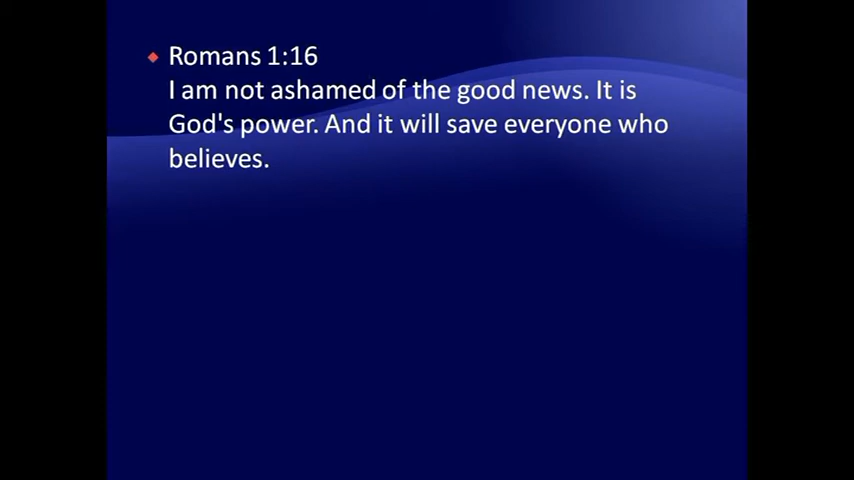 Romans 1:16
I am not ashamed of the good news. It is
God's power. And it will save everyone who
believes.